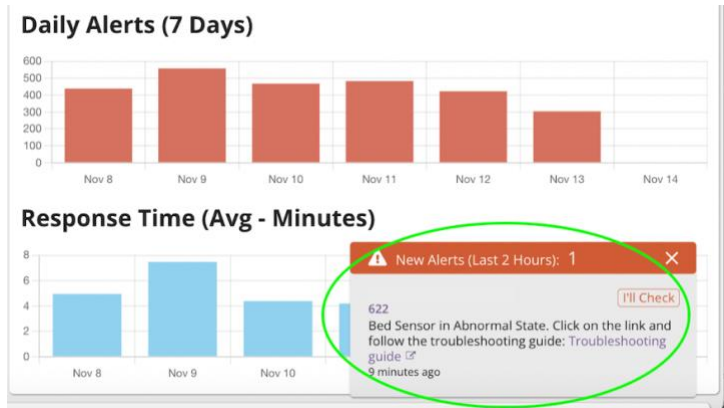 Daily Alerts (7 Days)
600
500
400
300
200
100
0
Nov 8 Nov 9 Nov 10 Nov 11 Nov 12 Nov 13 Nov 14
Response Time (Avg - Minutes)
8
6
4
2
0
Nov 8 Nov 9 Nov 10
New Alerts (Last 2 Hours): 1
I'll Check
622
Bed Sensor in Abnormal State. Click on the link and
follow the troubleshooting guide: Troubleshooting
guide
9 minutes ago